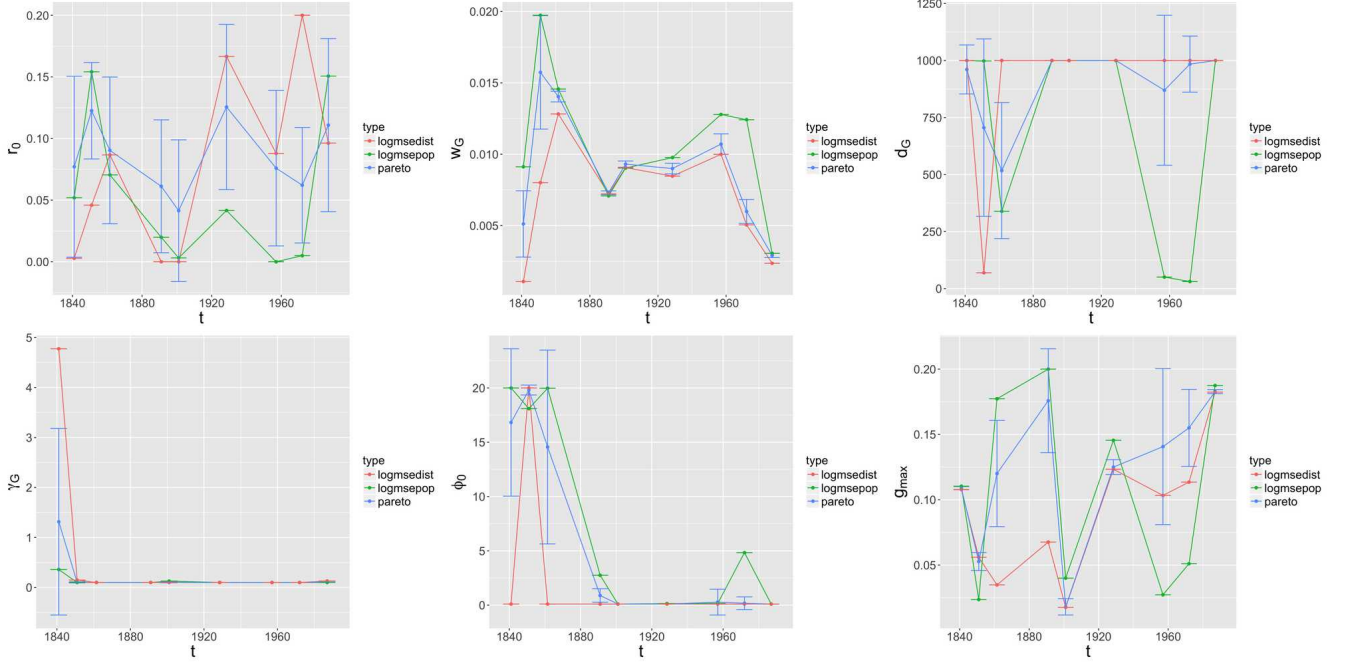 0.20
0.15
0.10
0.05
0.00
r0
1840 1880 1920 1960
t
type
logmsedist
logmsepop
pareto
0.020
0.015
0.010
0.005
wG
1840 1880 1920 1960
t
type
logmsedist
logmsepop
pareto
1250
1000
750
500
250
0
dG
1840 1880 1920 1960
t
type
logmsedist
logmsepop
pareto
5
4
3
2
1
0
γG
1840 1880 1920 1960
t
type
logmsedist
logmsepop
pareto
20
15
10
5
0
ϕ0
1840 1880 1920 1960
t
type
logmsedist
logmsepop
pareto
0.20
0.15
0.10
0.05
gmax
1840 1880 1920 1960
t
type
logmsedist
logmsepop
pareto